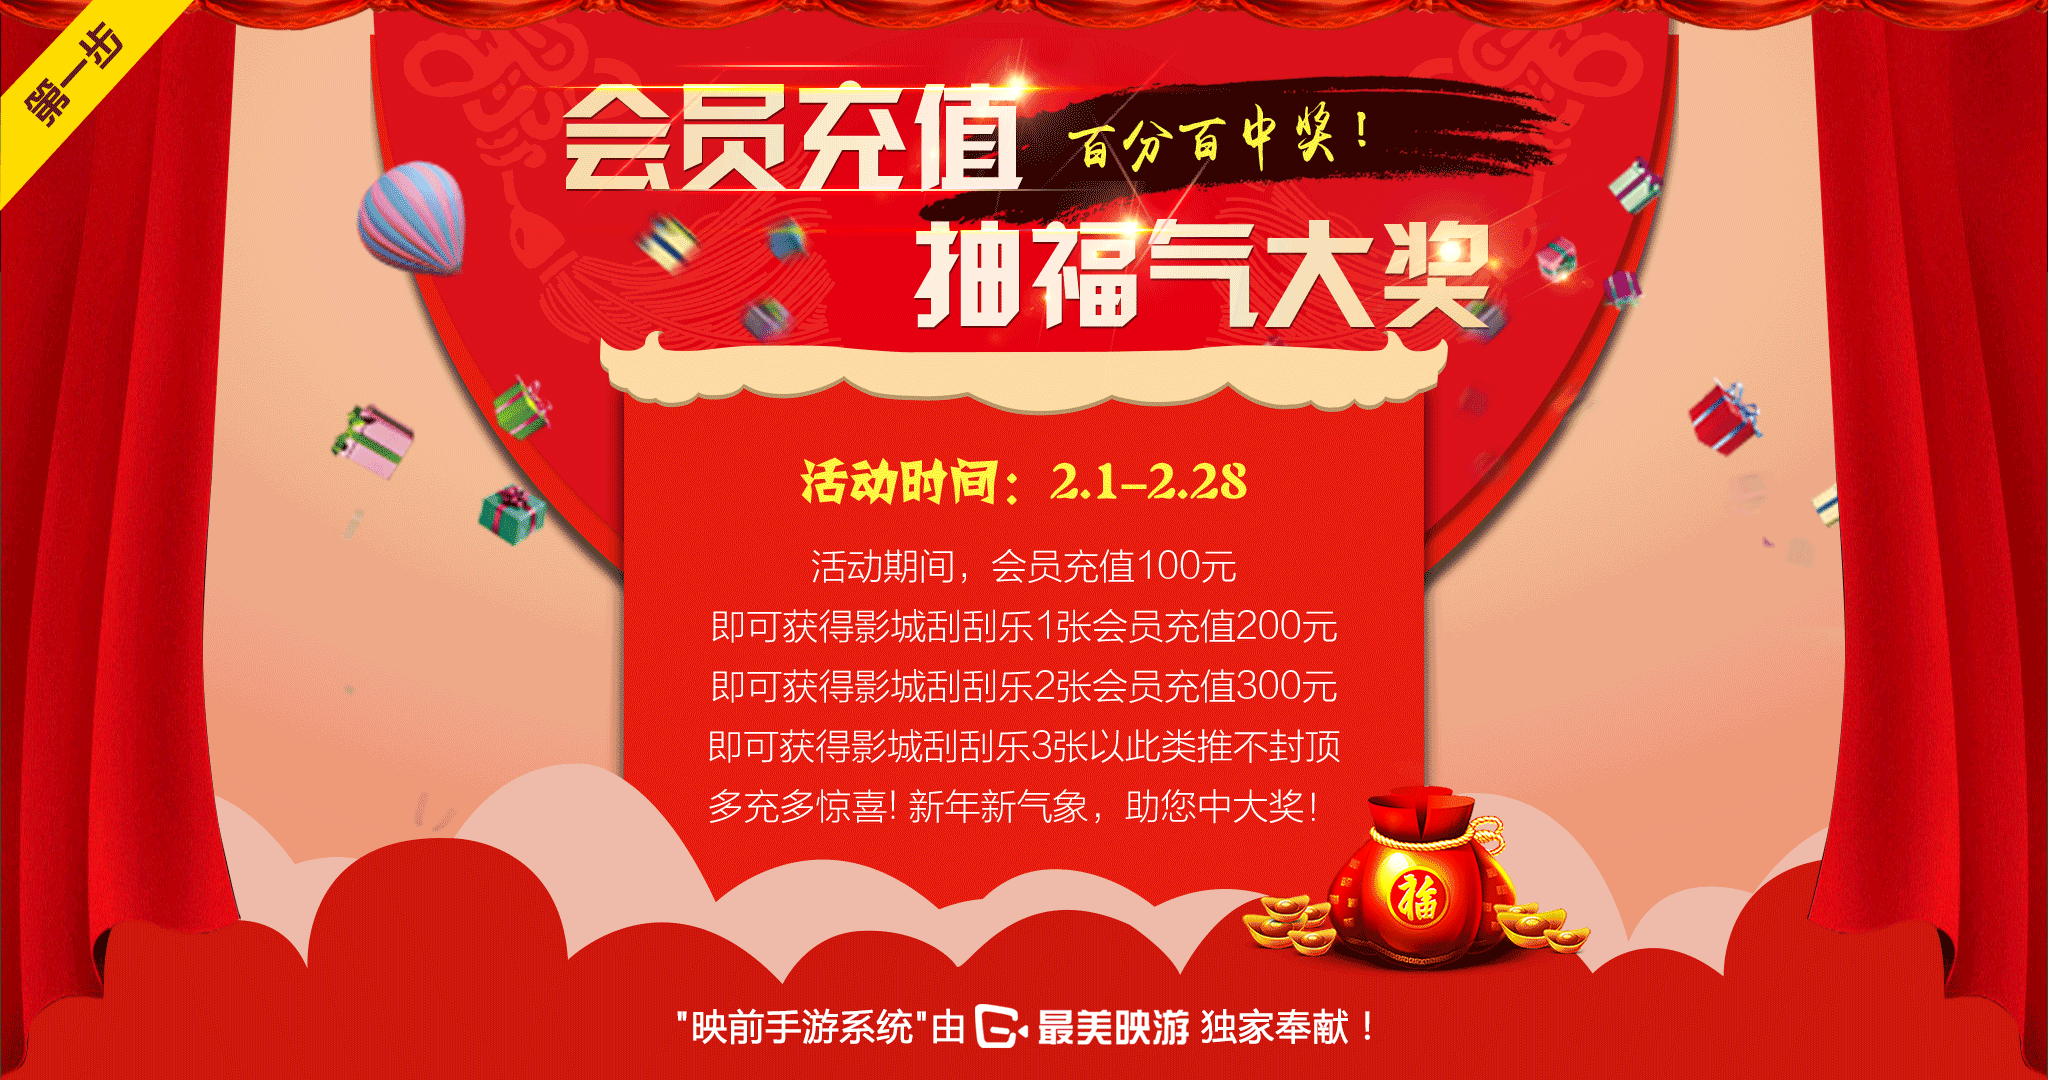 第一步
会员充值
百分百中奖!
抽福气大奖
活动时间：2.1-2.28
活动期间，会员充值100元
即可获得影城刮刮乐1张会员充值200元
即可获得影城刮刮乐2张会员充值300元
即可获得影城刮刮乐3张以此类推不封顶
多充多惊喜! 新年新气象，助您中大奖!
福
"映前手游系统"由 最美映游 独家奉献！